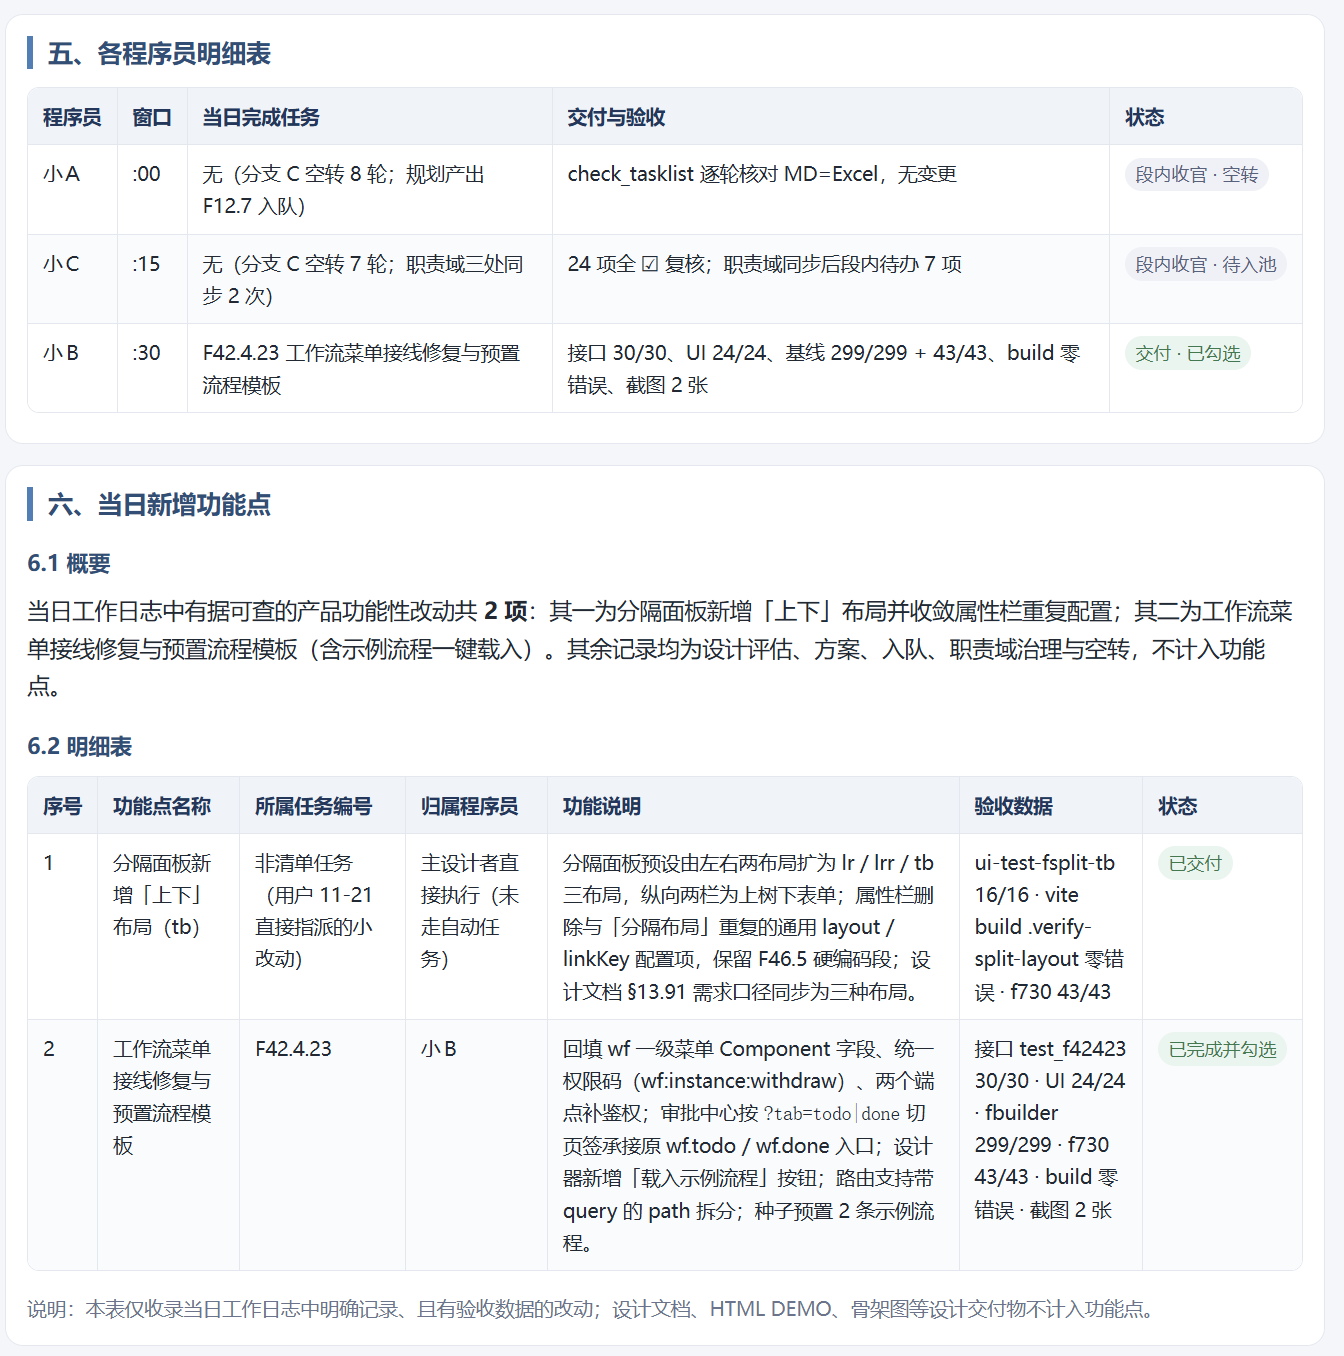 五、各程序员明细表
程序员 窗口 当日完成任务 交付与验收 状态
小A :00 无（分支 C 空转 8 轮；规划产出 check_tasklist 逐轮核对 MD=Excel，无变更 段内收官 · 空转
F12.7 入队）
小C :15 无（分支 C 空转 7 轮；职责域三处同 24 项全 ☑ 复核；职责域同步后段内待办 7 项 段内收官 · 待入池
步 2 次）
小B :30 F42.4.23 工作流菜单接线修复与预置 接口 30/30、UI 24/24、基线 299/299 + 43/43、build 零 交付 · 已勾选
流程模板 错误、截图 2 张
六、当日新增功能点
6.1 概要
当日工作日志中有据可查的产品功能性改动共 2 项：其一为分隔面板新增「上下」布局并收敛属性栏重复配置；其二为工作流菜
单接线修复与预置流程模板（含示例流程一键载入）。其余记录均为设计评估、方案、入队、职责域治理与空转，不计入功能
点。
6.2 明细表
序号 功能点名称 所属任务编号 归属程序员 功能说明 验收数据 状态
1 分隔面板新 非清单任务 主设计者直 分隔面板预设由左右两布局扩为 lr / lrr / tb ui-test-fsplit-tb 已交付
增「上下」 （用户 11-21 接执行（未 三布局，纵向两栏为上树下表单；属性栏删 16/16 · vite
布局（tb） 直接指派的小 走自动任 除与「分隔布局」重复的通用 layout / build .verify-
改动） 务） linkKey 配置项，保留 F46.5 硬编码段；设 split-layout 零错
计文档 §13.91 需求口径同步为三种布局。 误 · f730 43/43
2 工作流菜单 F42.4.23 小B 回填 wf 一级菜单 Component 字段、统一 接口 test_f42423 已完成并勾选
接线修复与 权限码（wf:instance:withdraw）、两个端 30/30 · UI 24/24
预置流程模 点补鉴权；审批中心按 ?tab=todo|done 切 · fbuilder
板 页签承接原 wf.todo / wf.done 入口；设计 299/299 · f730
器新增「载入示例流程」按钮；路由支持带 43/43 · build 零
query 的 path 拆分；种子预置 2 条示例流 错误 · 截图 2 张
程。
说明：本表仅收录当日工作日志中明确记录、且有验收数据的改动；设计文档、HTML DEMO、骨架图等设计交付物不计入功能点。